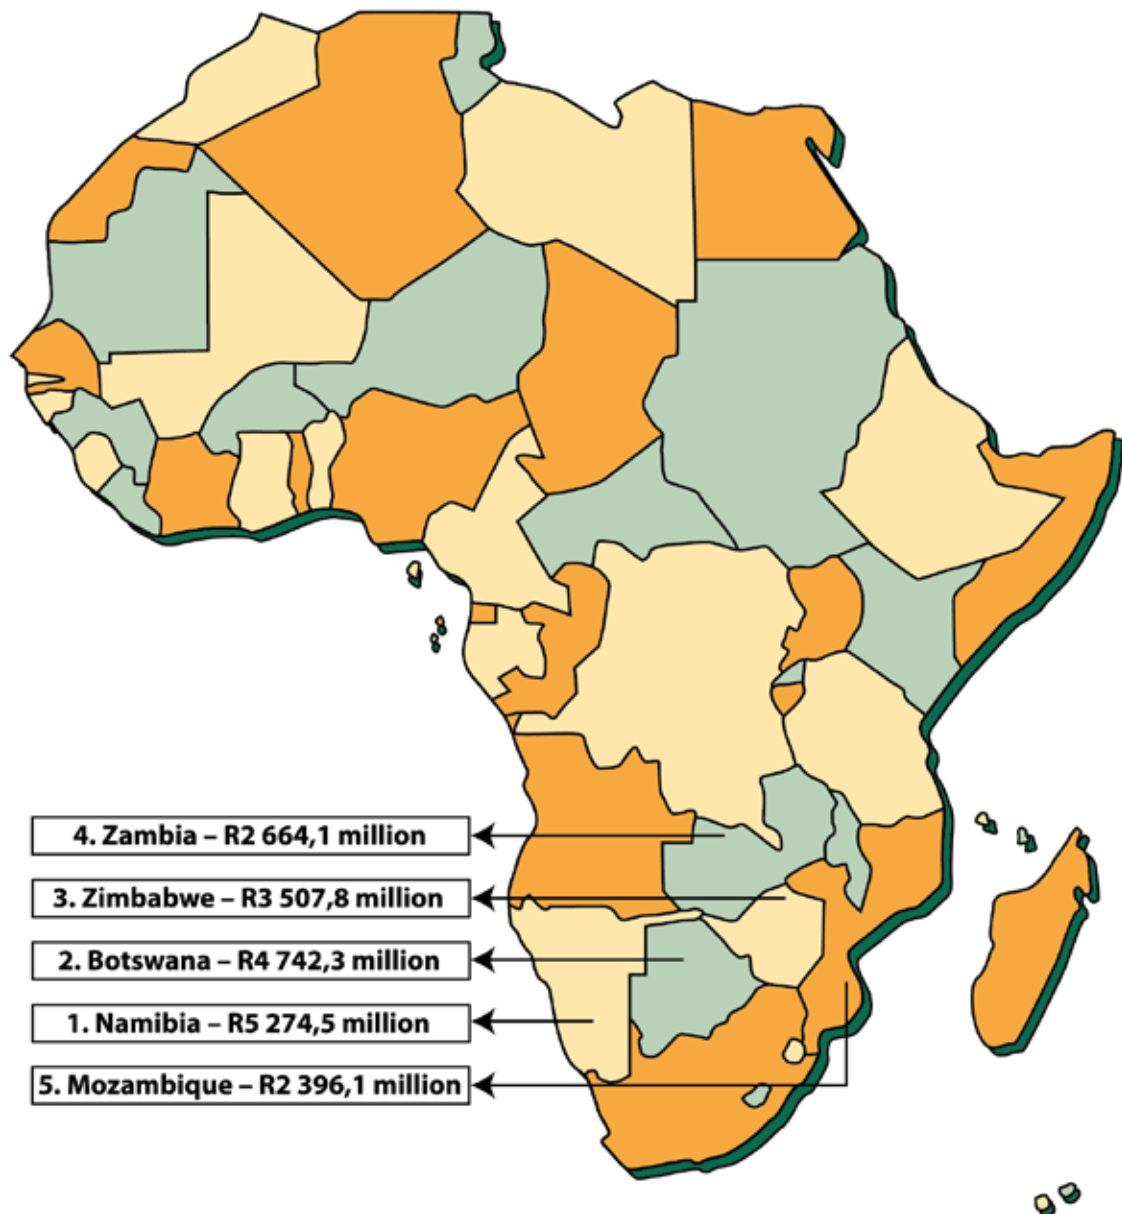 4. Zambia – R2 664,1 million
3. Zimbabwe – R3 507,8 million
2. Botswana – R4 742,3 million
1. Namibia – R5 274,5 million
5. Mozambique – R2 396,1 million